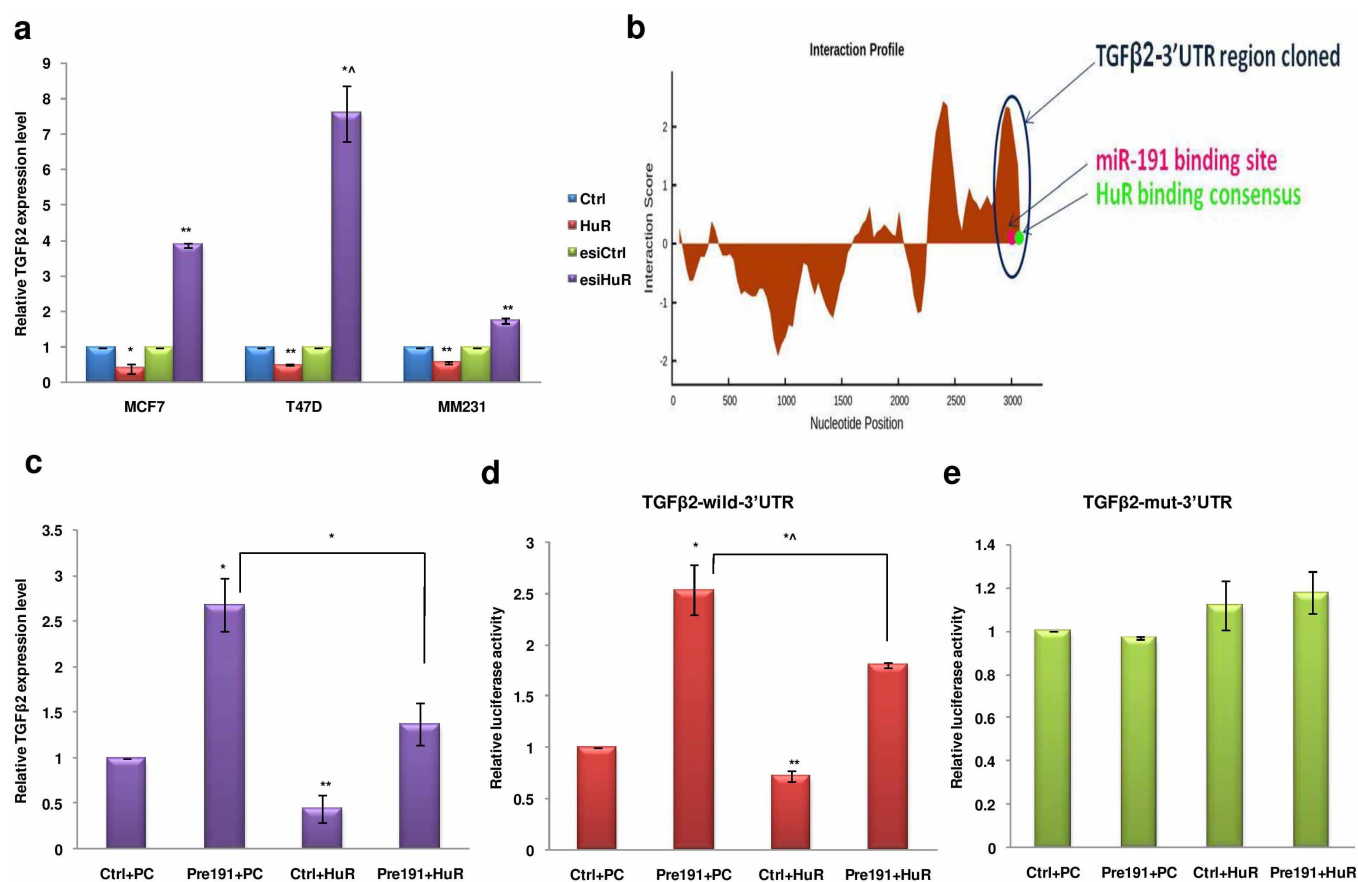 a
Relative TGFβ2 expression level
9
8
7
6
5
4
3
2
1
0
*
**
**
*^
**
**
MCF7
T47D
MM231
Ctrl
HuR
esiCtrl
esiHuR
b
Interaction Profile
TGFβ2-3'UTR region cloned
miR-191 binding site
HuR binding consensus
Interaction Score
2
1
0
-1
-2
0 500 1000 1500 2000 2500 3000
Nucleotide Position
c
Relative TGFβ2 expression level
3.5
3
2.5
2
1.5
1
0.5
0
*
*
**
Ctrl+PC Pre191+PC Ctrl+HuR Pre191+HuR
d
TGFβ2-wild-3'UTR
Relative luciferase activity
3
2.5
2
1.5
1
0.5
0
*
*^
**
Ctrl+PC Pre191+PC Ctrl+HuR Pre191+HuR
e
TGFβ2-mut-3'UTR
Relative luciferase activity
1.4
1.2
1
0.8
0.6
0.4
0.2
0
Ctrl+PC Pre191+PC Ctrl+HuR Pre191+HuR